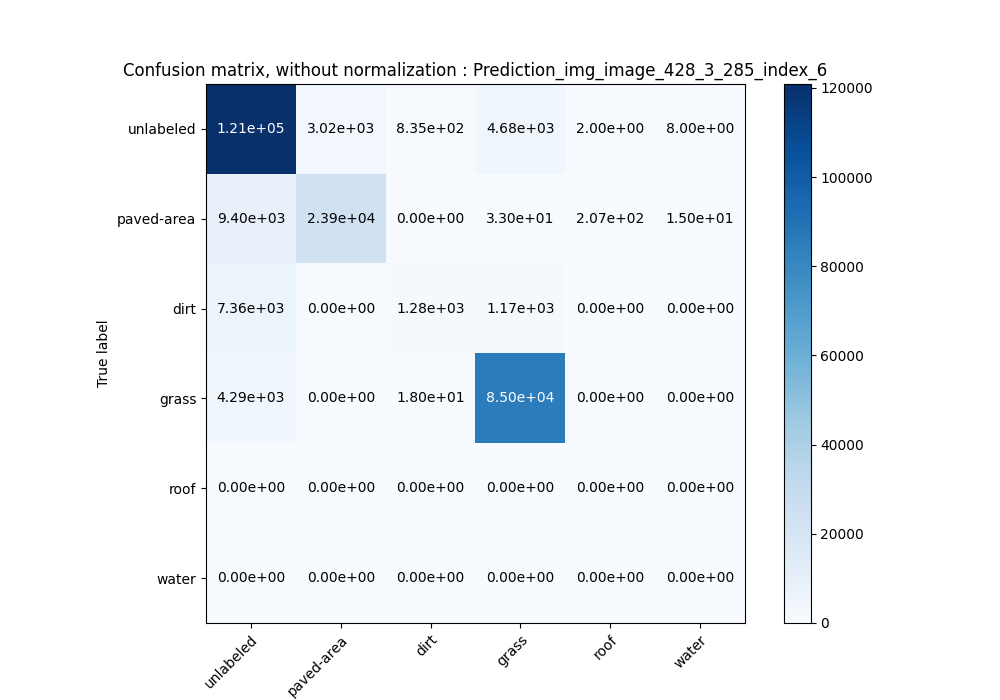 Confusion matrix, without normalization : Prediction_img_image_428_3_285_index_6
True label
unlabeled 1.21e+05 3.02e+03 8.35e+02 4.68e+03 2.00e+00 8.00e+00
paved-area 9.40e+03 2.39e+04 0.00e+00 3.30e+01 2.07e+02 1.50e+01
dirt 7.36e+03 0.00e+00 1.28e+03 1.17e+03 0.00e+00 0.00e+00
grass 4.29e+03 0.00e+00 1.80e+01 8.50e+04 0.00e+00 0.00e+00
roof 0.00e+00 0.00e+00 0.00e+00 0.00e+00 0.00e+00 0.00e+00
water 0.00e+00 0.00e+00 0.00e+00 0.00e+00 0.00e+00 0.00e+00
unlabeled paved-area dirt grass roof water
120000
100000
80000
60000
40000
20000
0